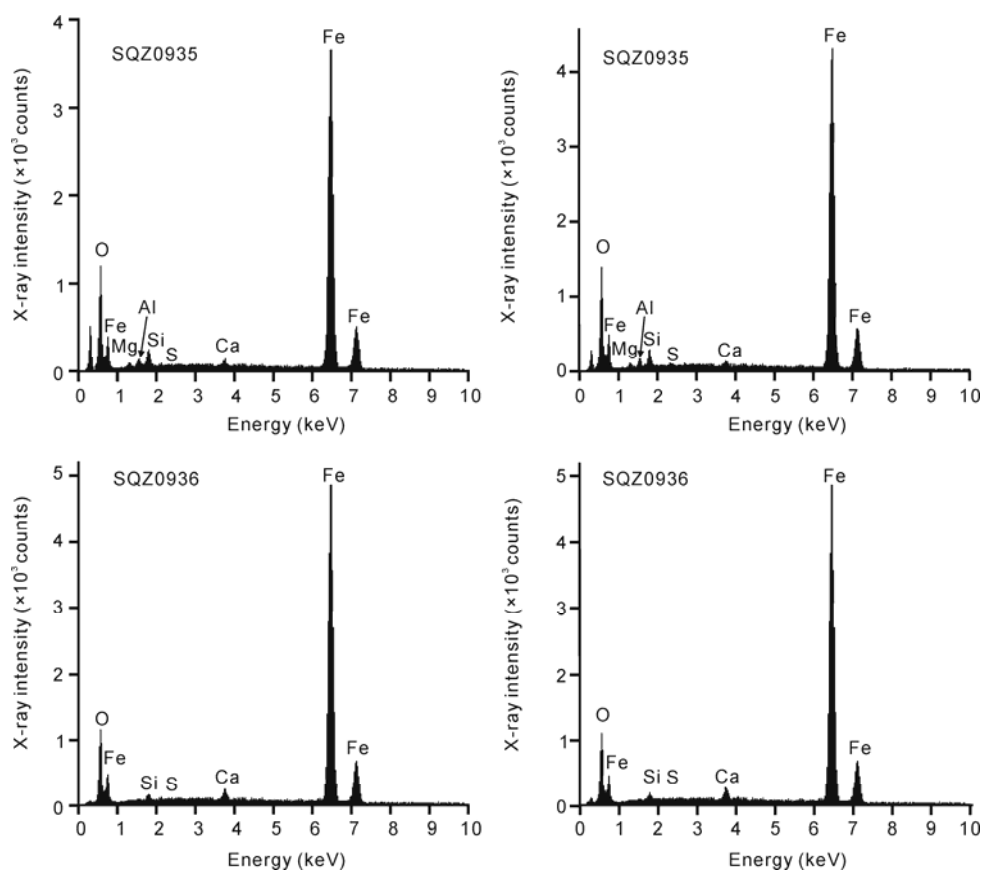 4
Fe
SQZ0935
3
2
O
1
Fe
Al
Mg
Si
S
Ca
Fe
0
0 1 2 3 4 5 6 7 8 9 10
Energy (keV)
X-ray intensity (×10³ counts)
Fe
SQZ0935
4
3
2
O
1
Fe
Al
Mg
Si
S
Ca
Fe
0
0 1 2 3 4 5 6 7 8 9 10
Energy (keV)
X-ray intensity (×10³ counts)
5
Fe
SQZ0936
4
3
2
O
1
Fe
Si S
Ca
Fe
0
0 1 2 3 4 5 6 7 8 9 10
Energy (keV)
X-ray intensity (×10³ counts)
5
Fe
SQZ0936
4
3
2
O
1
Fe
Si S
Ca
Fe
0
0 1 2 3 4 5 6 7 8 9 10
Energy (keV)
X-ray intensity (×10³ counts)